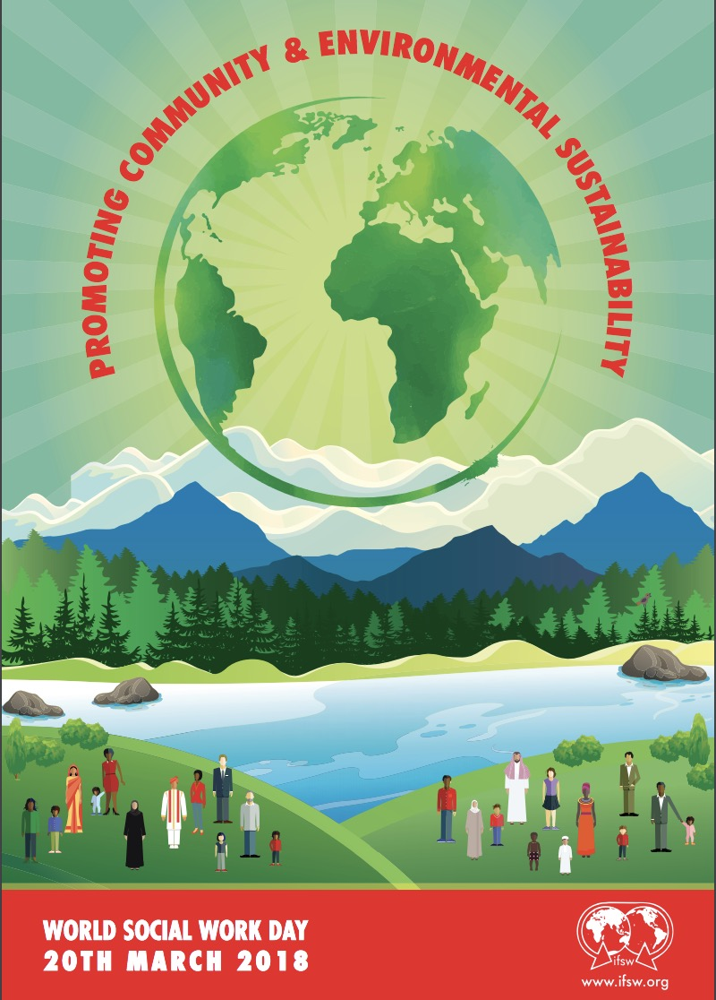 PROMOTING COMMUNITY & ENVIRONMENTAL SUSTAINABILITY
WORLD SOCIAL WORK DAY
20TH MARCH 2018
ifsw
www.ifsw.org